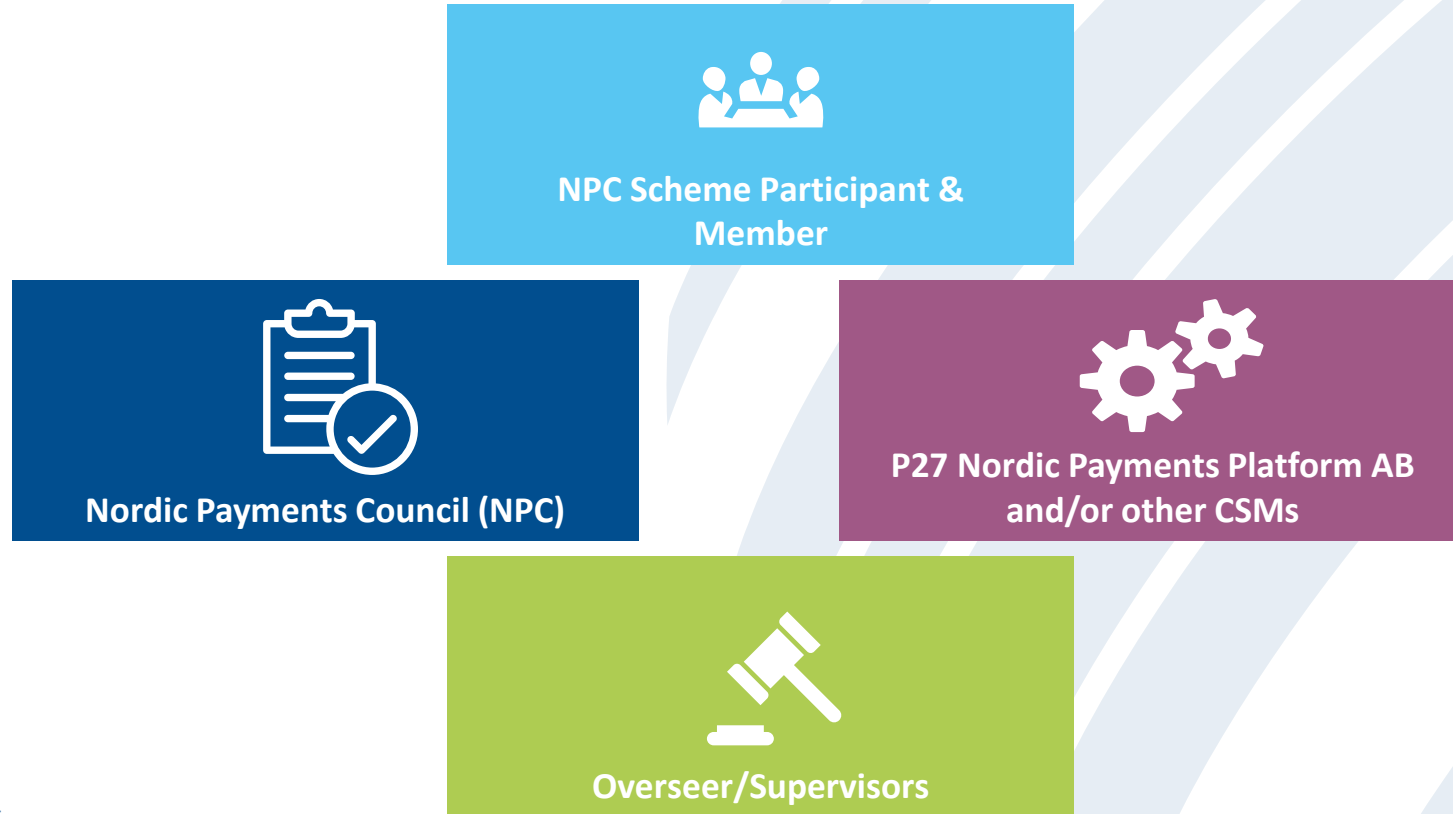 NPC Scheme Participant &
Member
Nordic Payments Council (NPC)
P27 Nordic Payments Platform AB
and/or other CSMs
Overseer/Supervisors